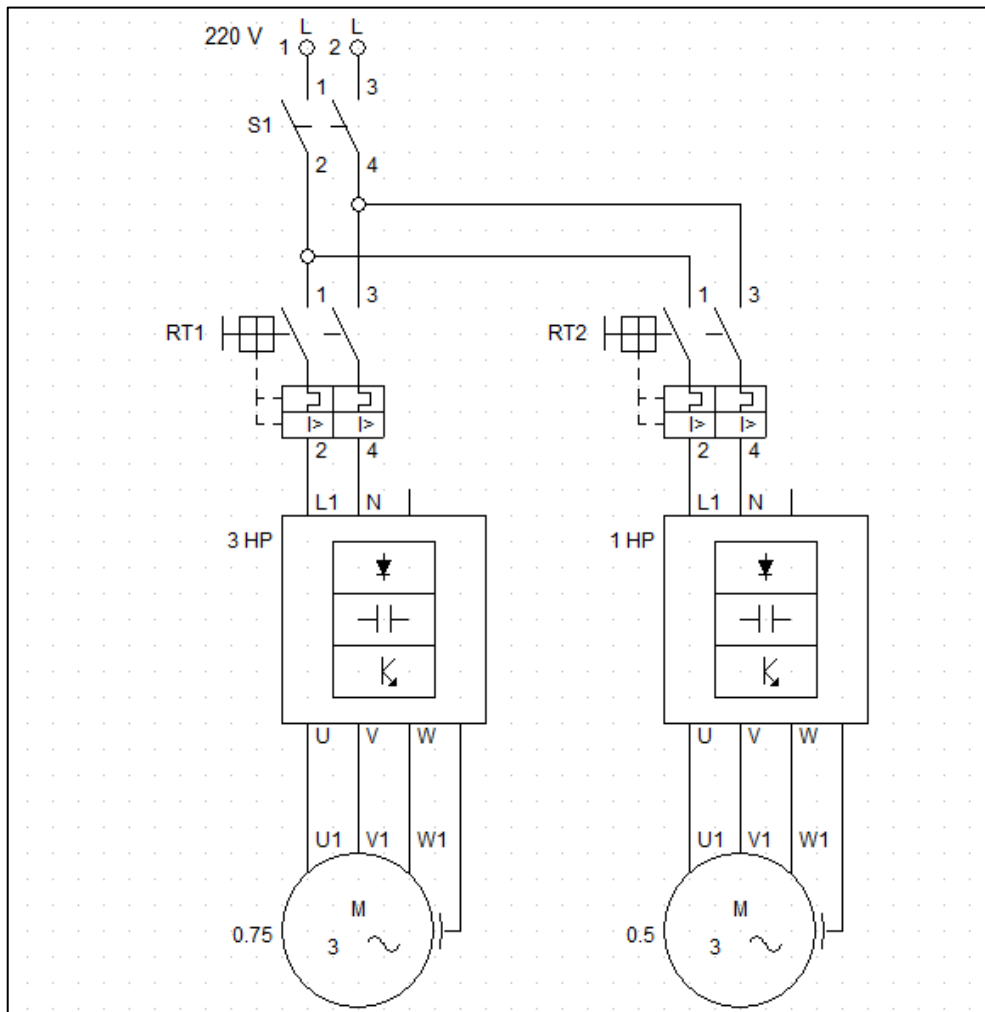 L L
220 V 1 2
1 3
S1
2 4
1 3 1 3
RT1 RT2
I> I> I> I>
2 4 2 4
L1 N L1 N
3 HP 1 HP
U V W U V W
U1 V1 W1 U1 V1 W1
M M
0.75 3 0.5 3